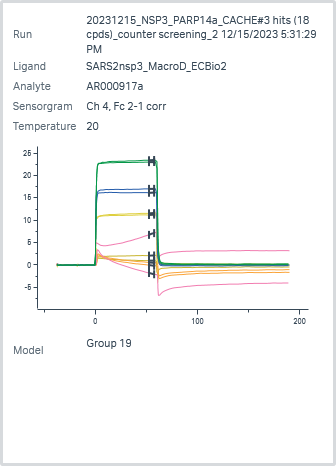 Run 20231215_NSP3_PARP14a_CACHE#3 hits (18
cpds)_counter screening_2 12/15/2023 5:31:29
PM
Ligand SARS2nsp3_MacroD_ECBio2
Analyte AR000917a
Sensorgram Ch 4, Fc 2-1 corr
Temperature 20
25
20
15
10
5
0
-5
0 100 200
Model Group 19